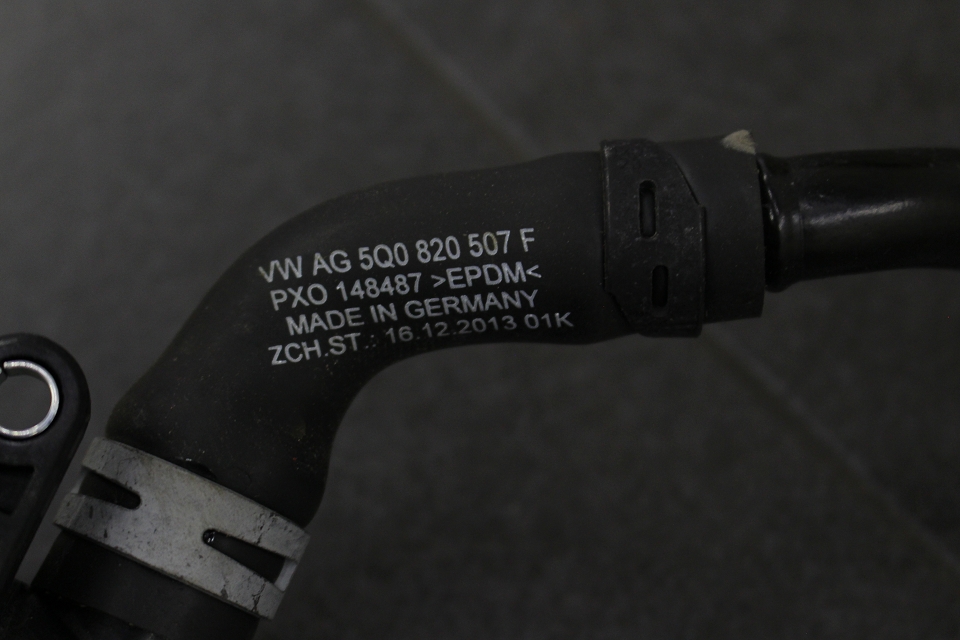 VW AG 5Q0 820 507 F
PXO 148487 >EPDM<
MADE IN GERMANY
ZCH.ST.: 16.12.2013 01K